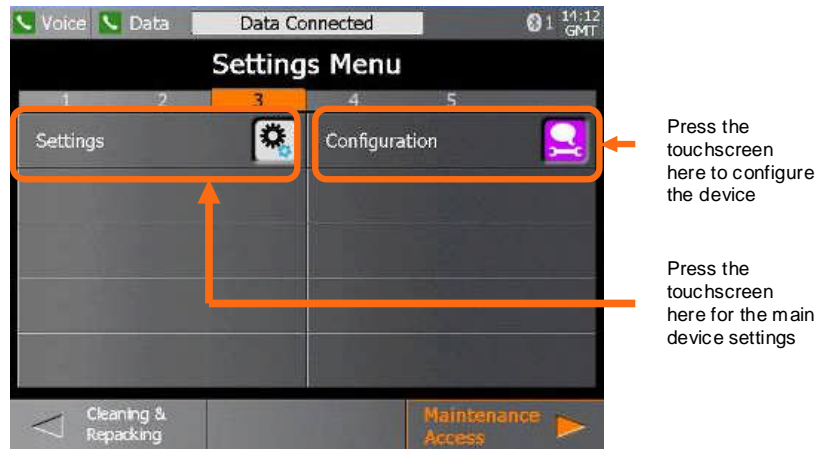 Voice Data Data Connected 1 14:12
GMT
Settings Menu
1 2 3 4 5
Settings Configuration
Press the
touchscreen
here to configure
the device
Press the
touchscreen
here for the main
device settings
Cleaning &
Repacking
Maintenance
Access